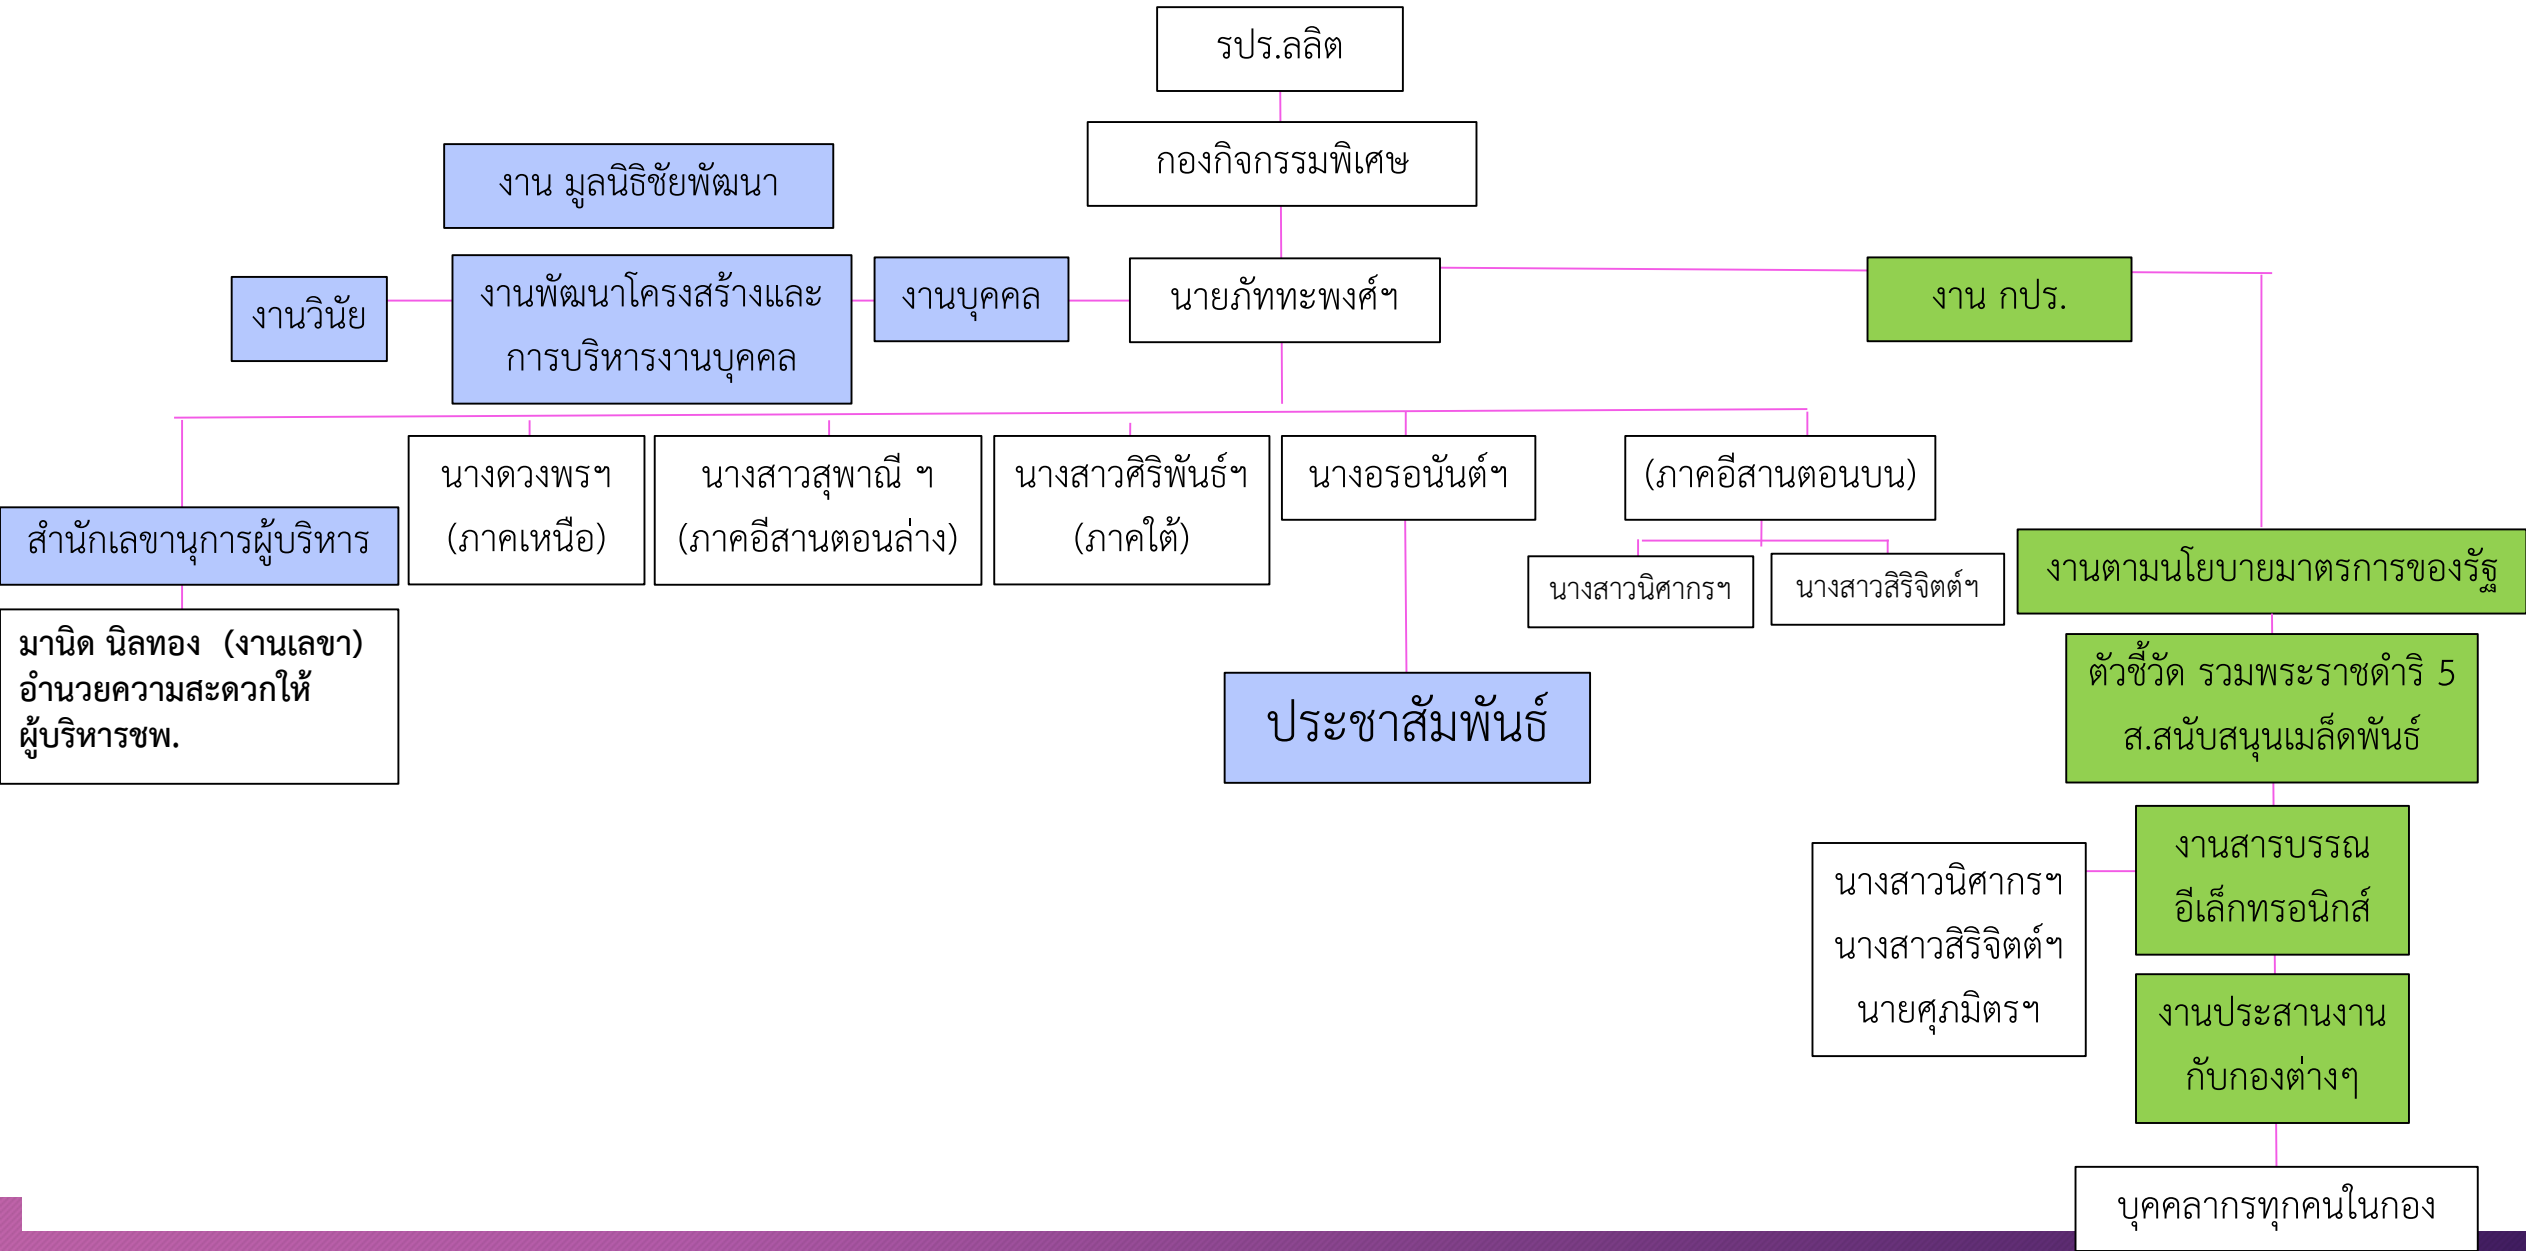 รปร.ลลิต
กองกิจกรรมพิเศษ
งาน มูลนิธิชัยพัฒนา
งานวินัย
งานพัฒนาโครงสร้างและ
การบริหารงานบุคคล
งานบุคคล
นายภัททะพงศ์ฯ
งาน กปร.
นางดวงพรฯ
(ภาคเหนือ)
นางสาวสุพาณี ฯ
(ภาคอีสานตอนล่าง)
นางสาวศิริพันธ์ฯ
(ภาคใต้)
นางอรอนันต์ฯ
(ภาคอีสานตอนบน)
สำนักเลขานุการผู้บริหาร
นางสาวนิศากรฯ
นางสาวสิริจิตต์ฯ
งานตามนโยบายมาตรการของรัฐ
มานิด นิลทอง (งานเลขา)
อำนวยความสะดวกให้
ผู้บริหารชพ.
ประชาสัมพันธ์
ตัวชี้วัด รวมพระราชดำริ 5
ส.สนับสนุนเมล็ดพันธ์
งานสารบรรณ
อีเล็กทรอนิกส์
นางสาวนิศากรฯ
นางสาวสิริจิตต์ฯ
นายศุภมิตรฯ
งานประสานงาน
กับกองต่างๆ
บุคคลากรทุกคนในกอง